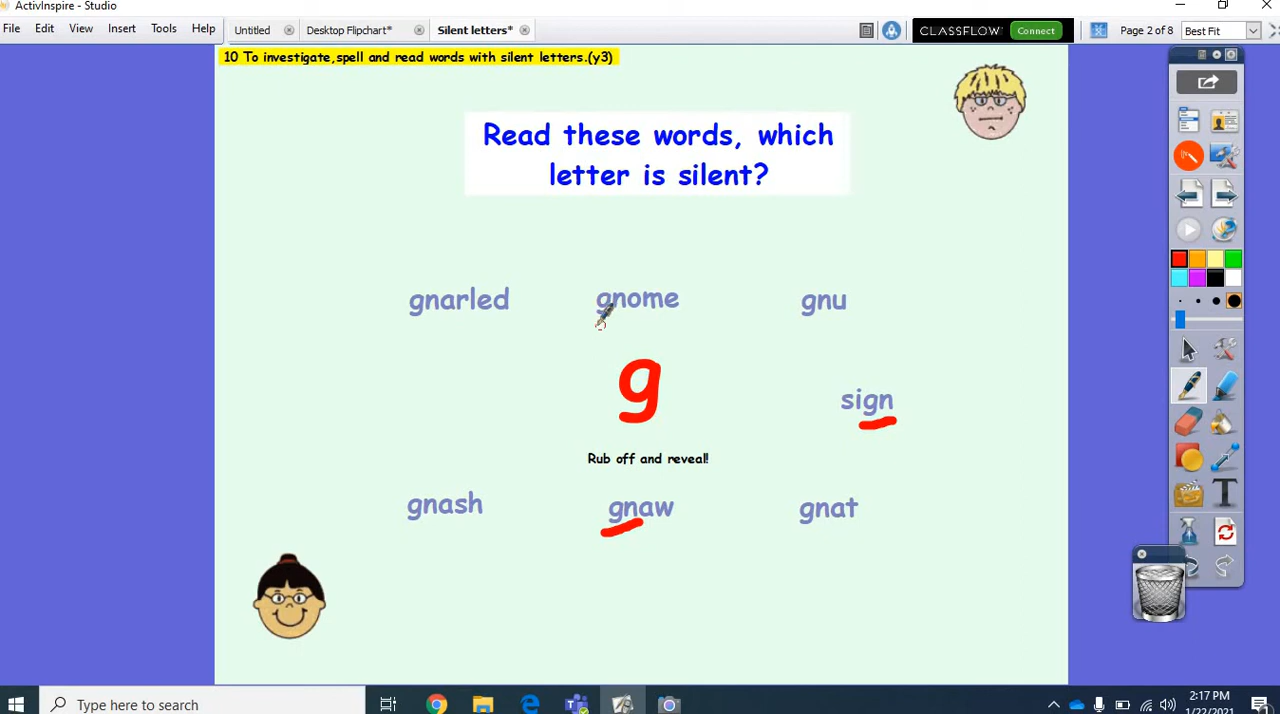 ActivInspire - Studio
File Edit View Insert Tools Help
Untitled Desktop Flipchart* Silent letters*
CLASSFLOW Connect
Page 2 of 8 Best Fit
10 To investigate,spell and read words with silent letters.(y3)
Read these words, which
letter is silent?
gnarled gnome gnu
g
sign
Rub off and reveal!
gnash gnaw gnat
T
Type here to search
2:17 PM
1/22/2021